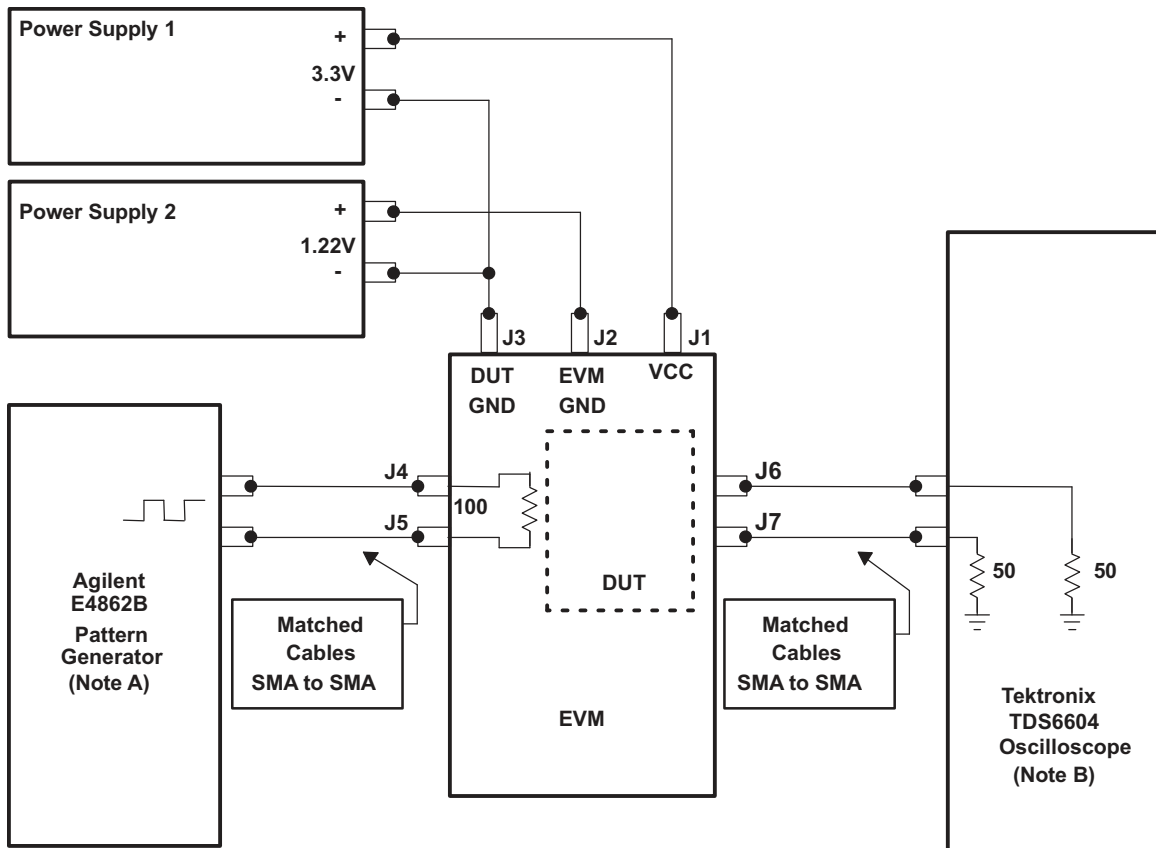 Power Supply 1
+
3.3V
-
Power Supply 2
+
1.22V
-
J3
J2
J1
DUT
GND
EVM
GND
VCC
J4
J5
100
J6
J7
DUT
EVM
Agilent
E4862B
Pattern
Generator
(Note A)
Matched
Cables
SMA to SMA
Matched
Cables
SMA to SMA
50
50
Tektronix
TDS6604
Oscilloscope
(Note B)